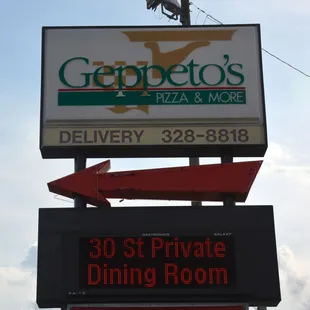 Geppeto's
PIZZA & MORE
DELIVERY 328-8818
30 St Private
Dining Room